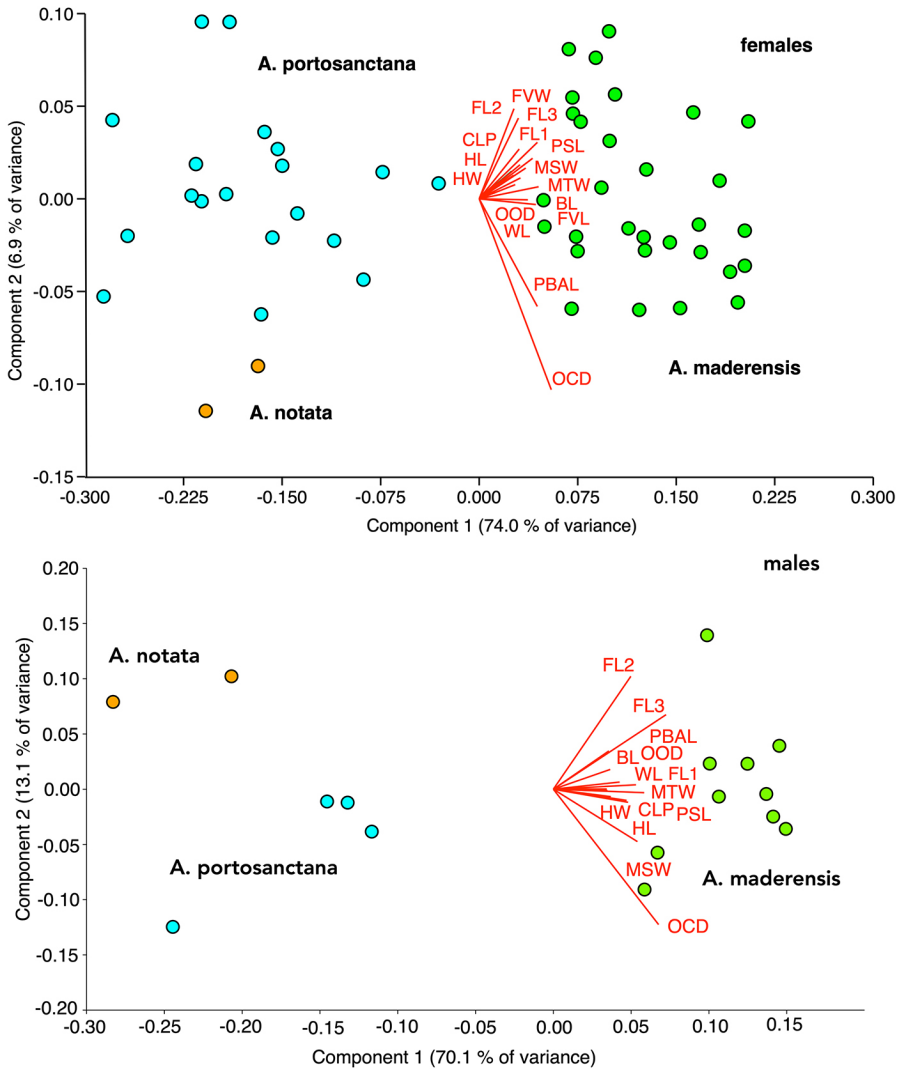 0.10
females
A. portosanctana
FVW
FL2
FL3
0.05
FL1
CLP
PSL
HL
MSW
HW
MTW
0.00
BL
OOD
FVL
WL
-0.05
PBAL
A. maderensis
OCD
-0.10
A. notata
-0.15
-0.300 -0.225 -0.150 -0.075 0.000 0.075 0.150 0.225 0.300
Component 1 (74.0 % of variance)
Component 2 (6.9 % of variance)
males
0.20
0.15
A. notata
FL2
0.10
FL3
0.05
PBAL
BL OOD
WL FL1
0.00
MTW
HW CLP PSL
HL
-0.05
MSW
A. portosanctana
A. maderensis
-0.10
OCD
-0.15
-0.20
-0.30 -0.25 -0.20 -0.15 -0.10 -0.05 0.00 0.05 0.10 0.15
Component 1 (70.1 % of variance)
Component 2 (13.1 % of variance)